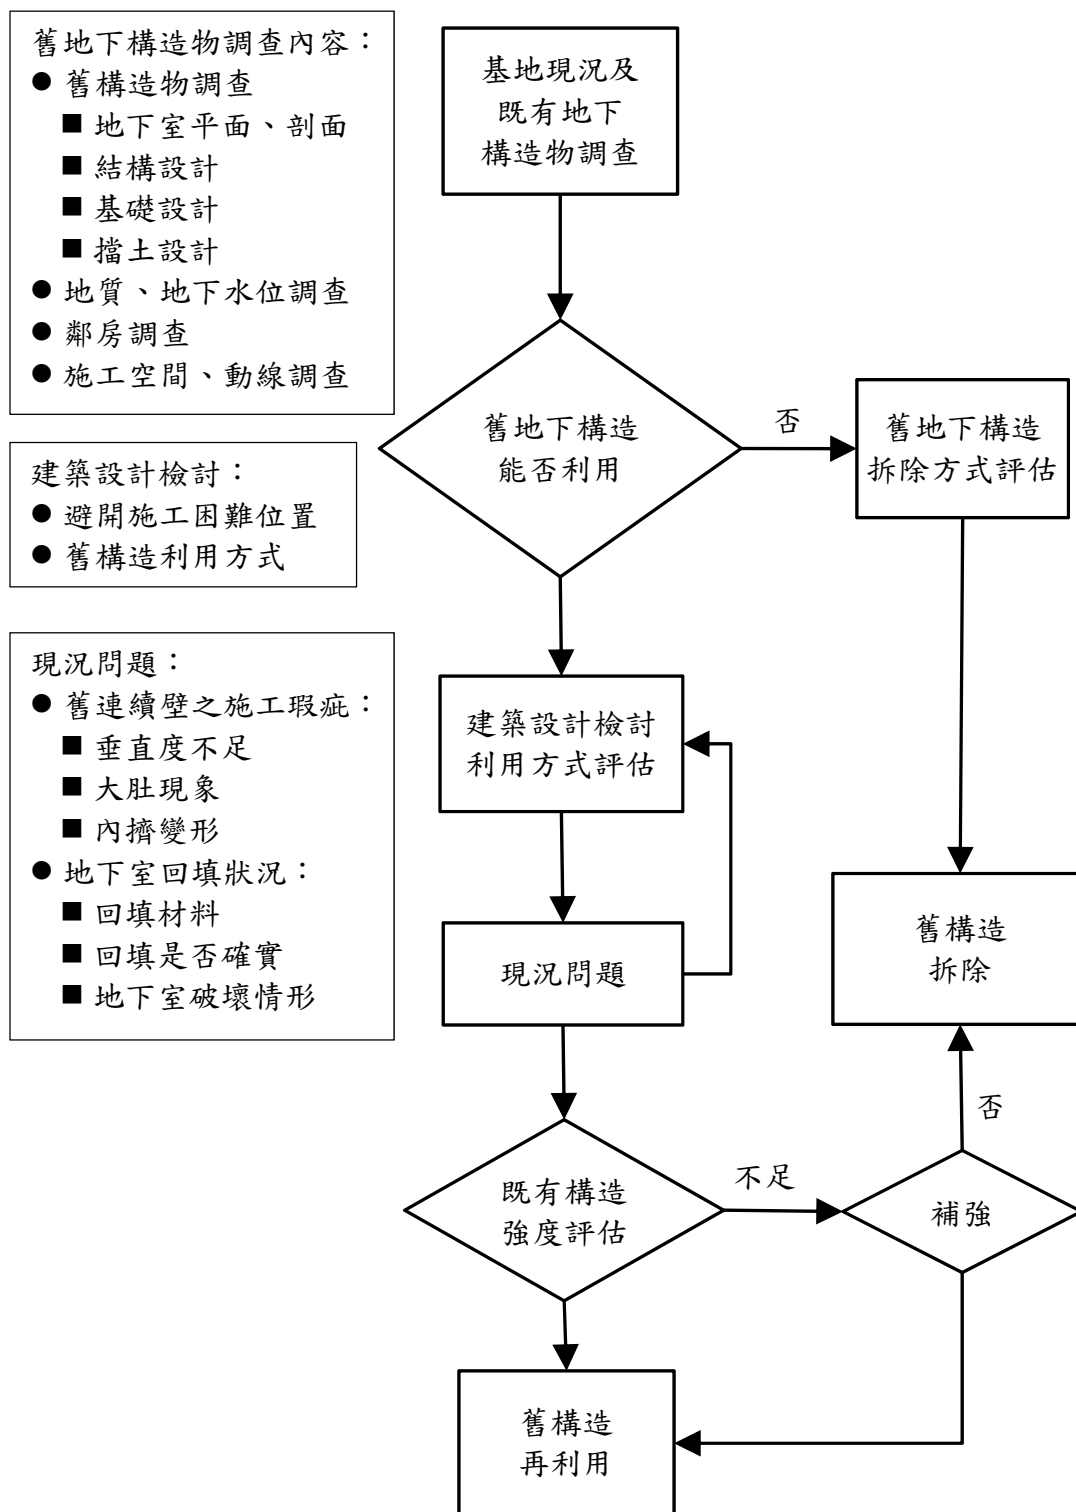 舊地下構造物調查內容：
● 舊構造物調查
■ 地下室平面、剖面
■ 結構設計
■ 基礎設計
■ 擋土設計
● 地質、地下水位調查
● 鄰房調查
● 施工空間、動線調查
建築設計檢討：
● 避開施工困難位置
● 舊構造利用方式
現況問題：
● 舊連續壁之施工瑕疵：
■ 垂直度不足
■ 大肚現象
■ 內擠變形
● 地下室回填狀況：
■ 回填材料
■ 回填是否確實
■ 地下室破壞情形
基地現況及
既有地下
構造物調查
舊地下構造
能否利用
否
舊地下構造
拆除方式評估
建築設計檢討
利用方式評估
現況問題
舊構造
拆除
否
既有構造
強度評估
不足
補強
舊構造
再利用